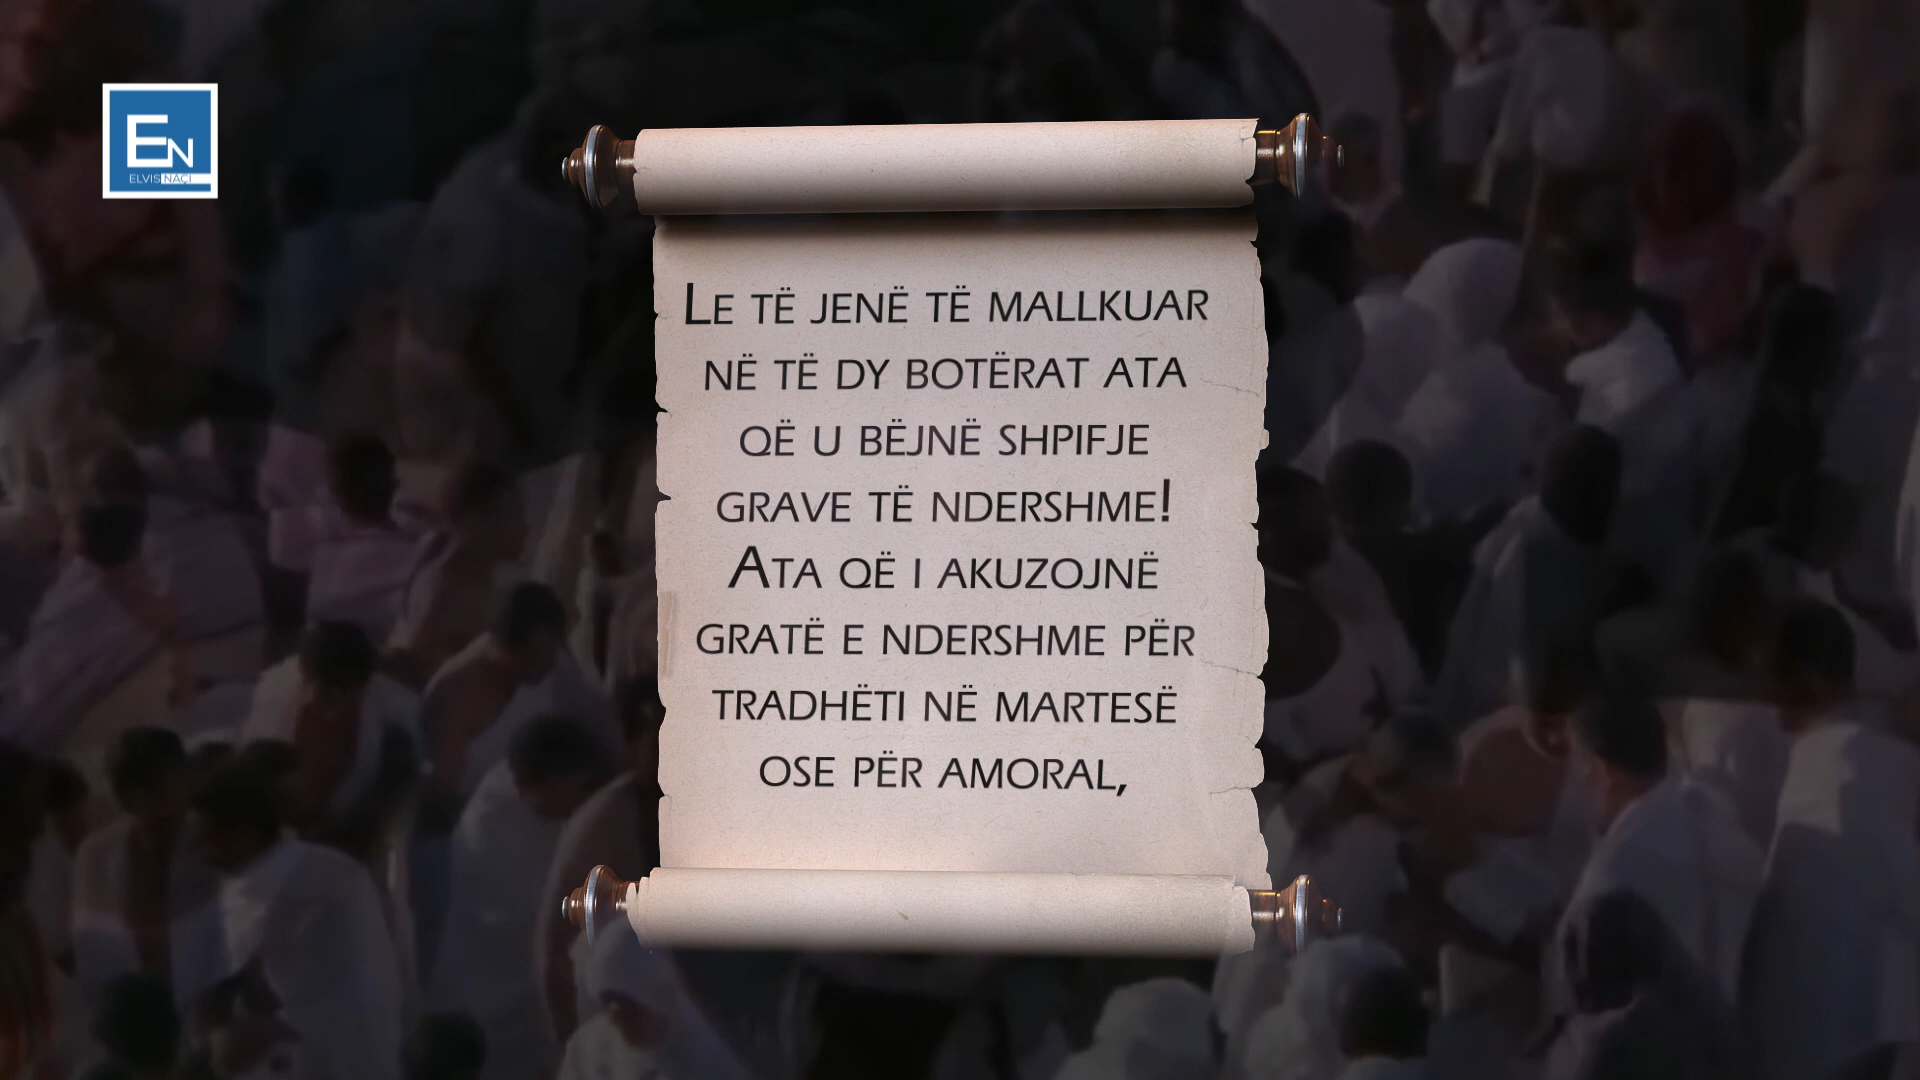 EN
ELVIS NAÇI
LE TË JENË TË MALLKUAR
NË TË DY BOTËRAT ATA
QË U BËJNË SHPIFJE
GRAVE TË NDERSHME!
ATA QË I AKUZOJNË
GRATË E NDERSHME PËR
TRADHËTI NË MARTESË
OSE PËR AMORAL,